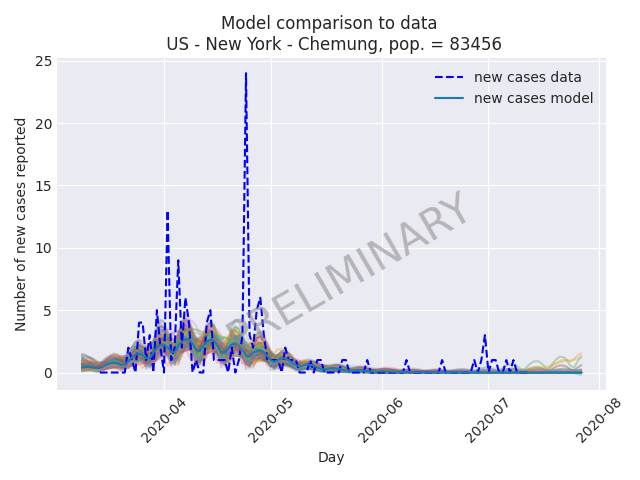 Model comparison to data
US - New York - Chemung, pop. = 83456
25
20
15
10
5
0
Number of new cases reported
new cases data
new cases model
PRELIMINARY
2020-04
2020-05
2020-06
2020-07
2020-08
Day